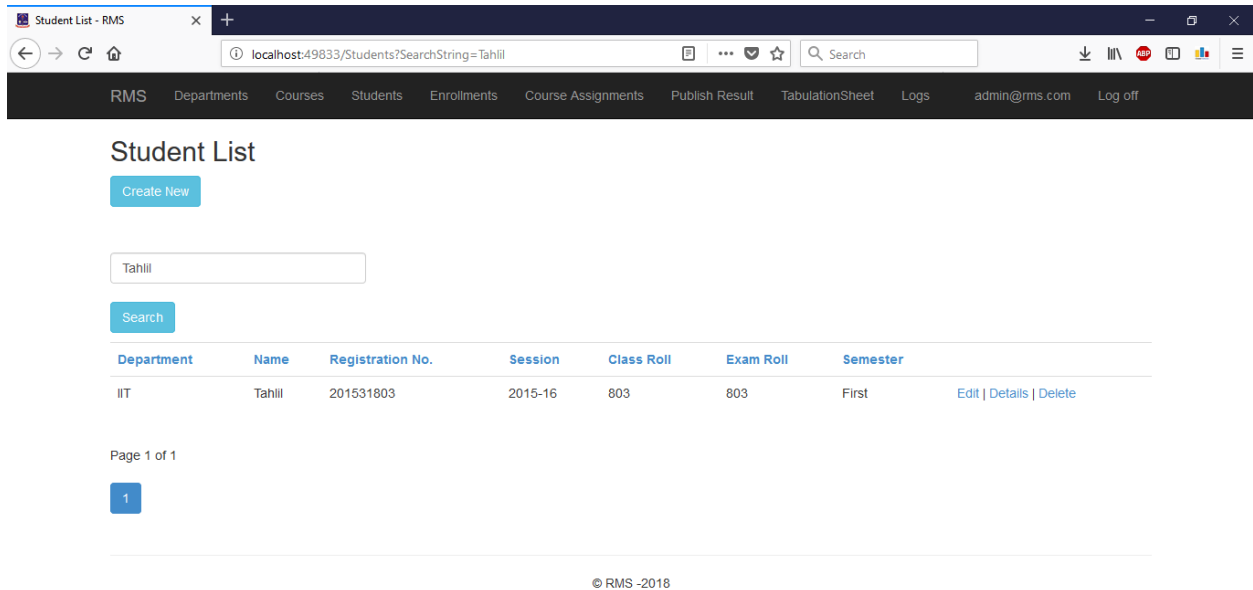 Student List - RMS
localhost:49833/Students?SearchString=Tahlil
Search
ABP
RMS Departments Courses Students Enrollments Course Assignments Publish Result TabulationSheet Logs admin@rms.com Log off
Student List
Create New
Tahlil
Search
Department Name Registration No. Session Class Roll Exam Roll Semester
IIT Tahlil 201531803 2015-16 803 803 First Edit | Details | Delete
Page 1 of 1
1
© RMS -2018